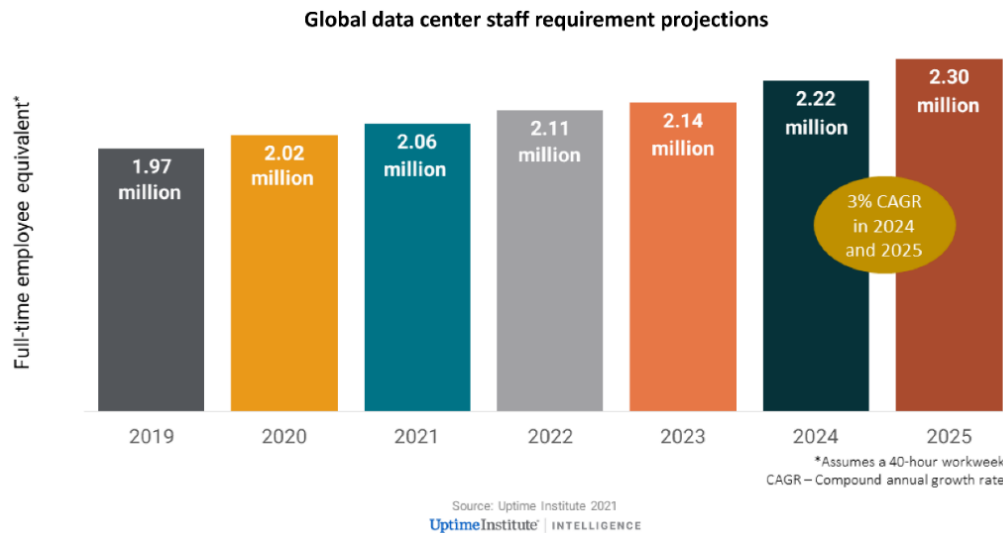 Global data center staff requirement projections
Full-time employee equivalent*
1.97
million
2.02
million
2.06
million
2.11
million
2.14
million
2.22
million
2.30
million
3% CAGR
in 2024
and 2025
2019
2020
2021
2022
2023
2024
2025
*Assumes a 40-hour workweek
CAGR – Compound annual growth rate
Source: Uptime Institute 2021
UptimeInstitute | INTELLIGENCE